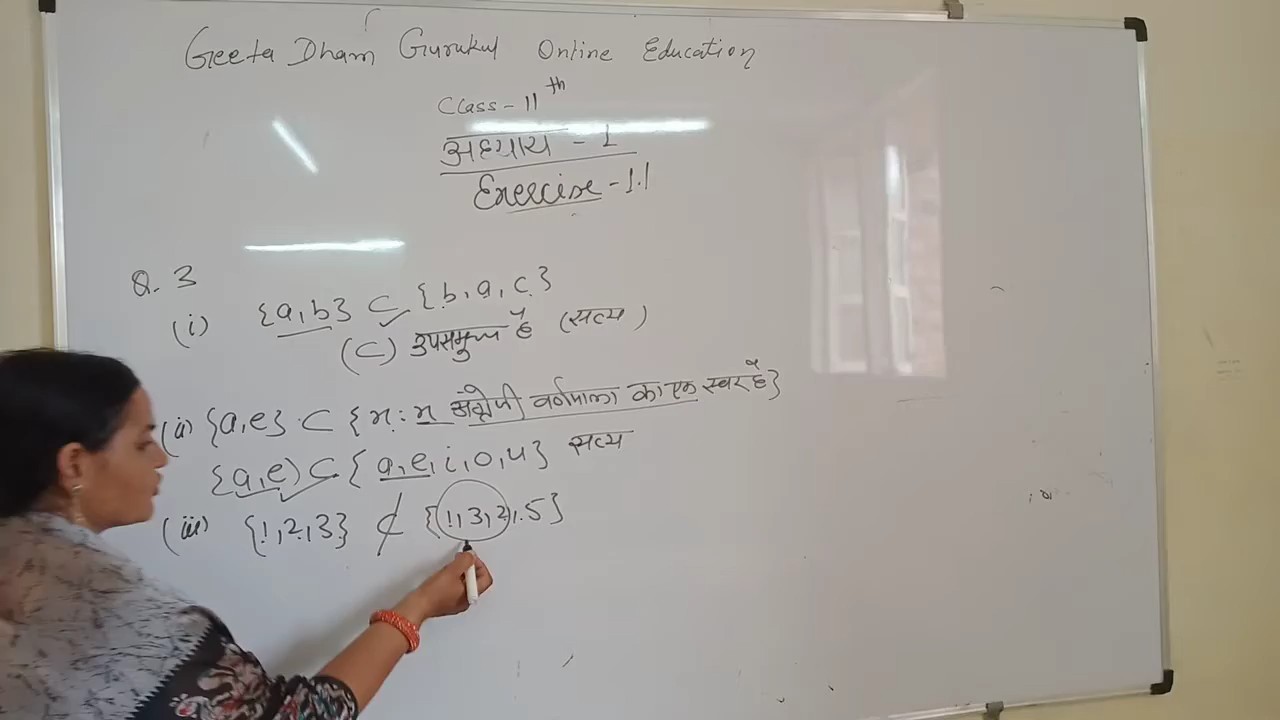 Geeta Dham Gurukul Online Education
Class - 11th
अध्याय - 1
Exercise - 1.1
Q. 3
(i) {a, b} ⊂ {b, a, c}
(⊂) उपसमुच्चय है (सत्य)
(ii) {a, e} ⊂ {x : x अंग्रेजी वर्णमाला का एक स्वर है}
{a, e) ⊂ {a, e, i, o, u} सत्य
(iii) {1, 2, 3} ⊄ {1, 3, 2, 5}